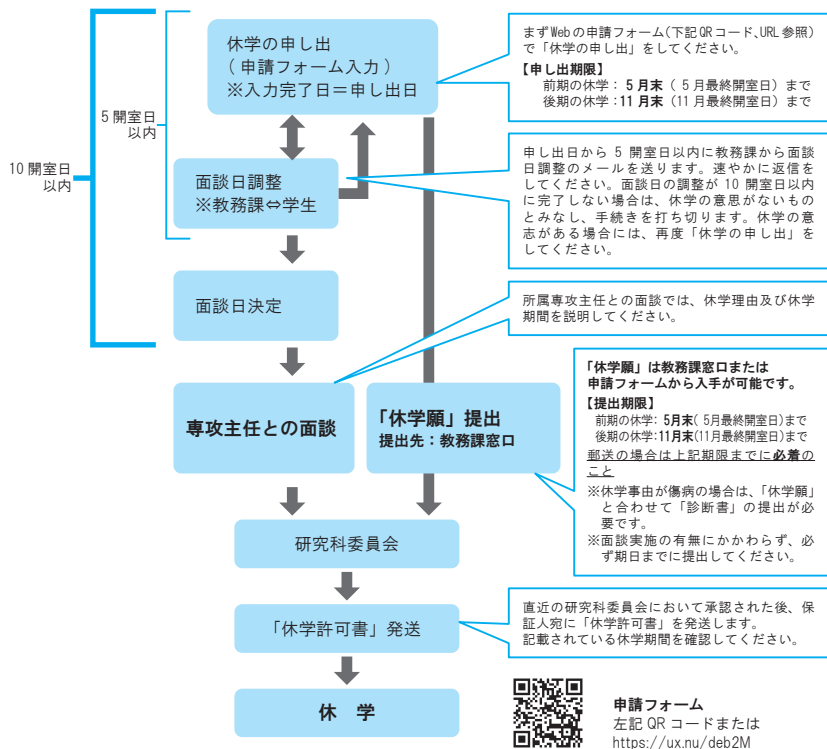 休学の申し出
( 申請フォーム入力 )
※入力完了日＝申し出日
まずWebの申請フォーム(下記QRコード、URL参照)
で「休学の申し出」をしてください。
【申し出期限】
前期の休学： 5月末 ( 5月最終開室日) まで
後期の休学：11月末 (11月最終開室日) まで
5 開室日
以内
10 開室日
以内
面談日調整
※教務課⇔学生
申し出日から 5 開室日以内に教務課から面談
日調整のメールを送ります。速やかに返信を
してください。面談日の調整が 10 開室日以内
に完了しない場合は、休学の意思がないもの
とみなし、手続きを打ち切ります。休学の意
志がある場合には、再度「休学の申し出」を
してください。
面談日決定
所属専攻主任との面談では、休学理由及び休学
期間を説明してください。
専攻主任との面談
「休学願」提出
提出先：教務課窓口
「休学願」は教務課窓口または
申請フォームから入手が可能です。
【提出期限】
前期の休学： 5月末( 5月最終開室日)まで
後期の休学:11月末(11月最終開室日)まで
郵送の場合は上記期限までに必着の
こと
※休学事由が傷病の場合は、「休学願」
と合わせて「診断書」の提出が必
要です。
※面談実施の有無にかかわらず、必
ず期日までに提出してください。
研究科委員会
「休学許可書」発送
直近の研究科委員会において承認された後、保
証人宛に「休学許可書」を発送します。
記載されている休学期間を確認してください。
休　学
申請フォーム
左記 QR コードまたは
https://ux.nu/deb2M